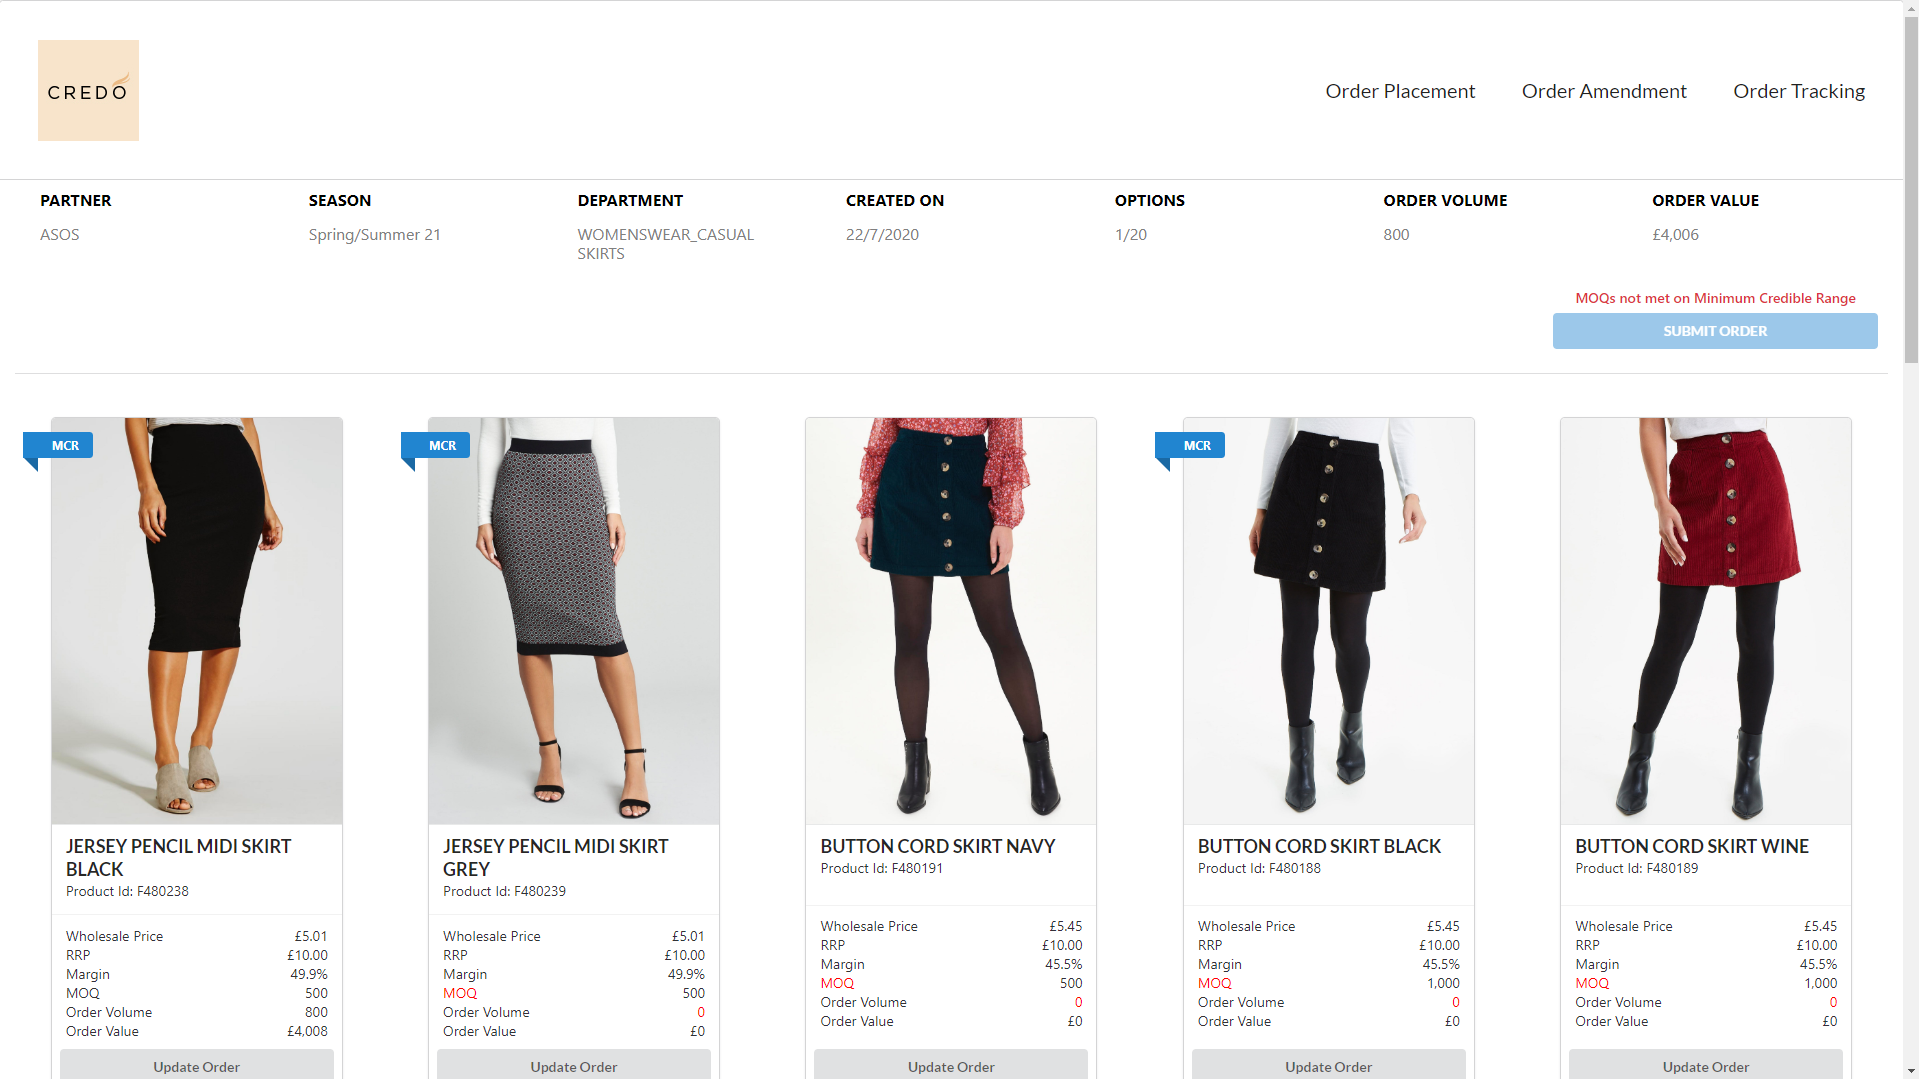 CREDO
Order Placement
Order Amendment
Order Tracking
PARTNER
SEASON
DEPARTMENT
CREATED ON
OPTIONS
ORDER VOLUME
ORDER VALUE
ASOS
Spring/Summer 21
WOMENSWEAR_CASUAL
SKIRTS
22/7/2020
1/20
800
£4,006
MOQs not met on Minimum Credible Range
SUBMIT ORDER
MCR
JERSEY PENCIL MIDI SKIRT
BLACK
Product Id: F480238
Wholesale Price £5.01
RRP £10.00
Margin 49.9%
MOQ 500
Order Volume 800
Order Value £4,008
Update Order
MCR
JERSEY PENCIL MIDI SKIRT
GREY
Product Id: F480239
Wholesale Price £5.01
RRP £10.00
Margin 49.9%
MOQ 500
Order Volume 0
Order Value £0
Update Order
BUTTON CORD SKIRT NAVY
Product Id: F480191
Wholesale Price £5.45
RRP £10.00
Margin 45.5%
MOQ 500
Order Volume 0
Order Value £0
Update Order
MCR
BUTTON CORD SKIRT BLACK
Product Id: F480188
Wholesale Price £5.45
RRP £10.00
Margin 45.5%
MOQ 1,000
Order Volume 0
Order Value £0
Update Order
BUTTON CORD SKIRT WINE
Product Id: F480189
Wholesale Price £5.45
RRP £10.00
Margin 45.5%
MOQ 1,000
Order Volume 0
Order Value £0
Update Order